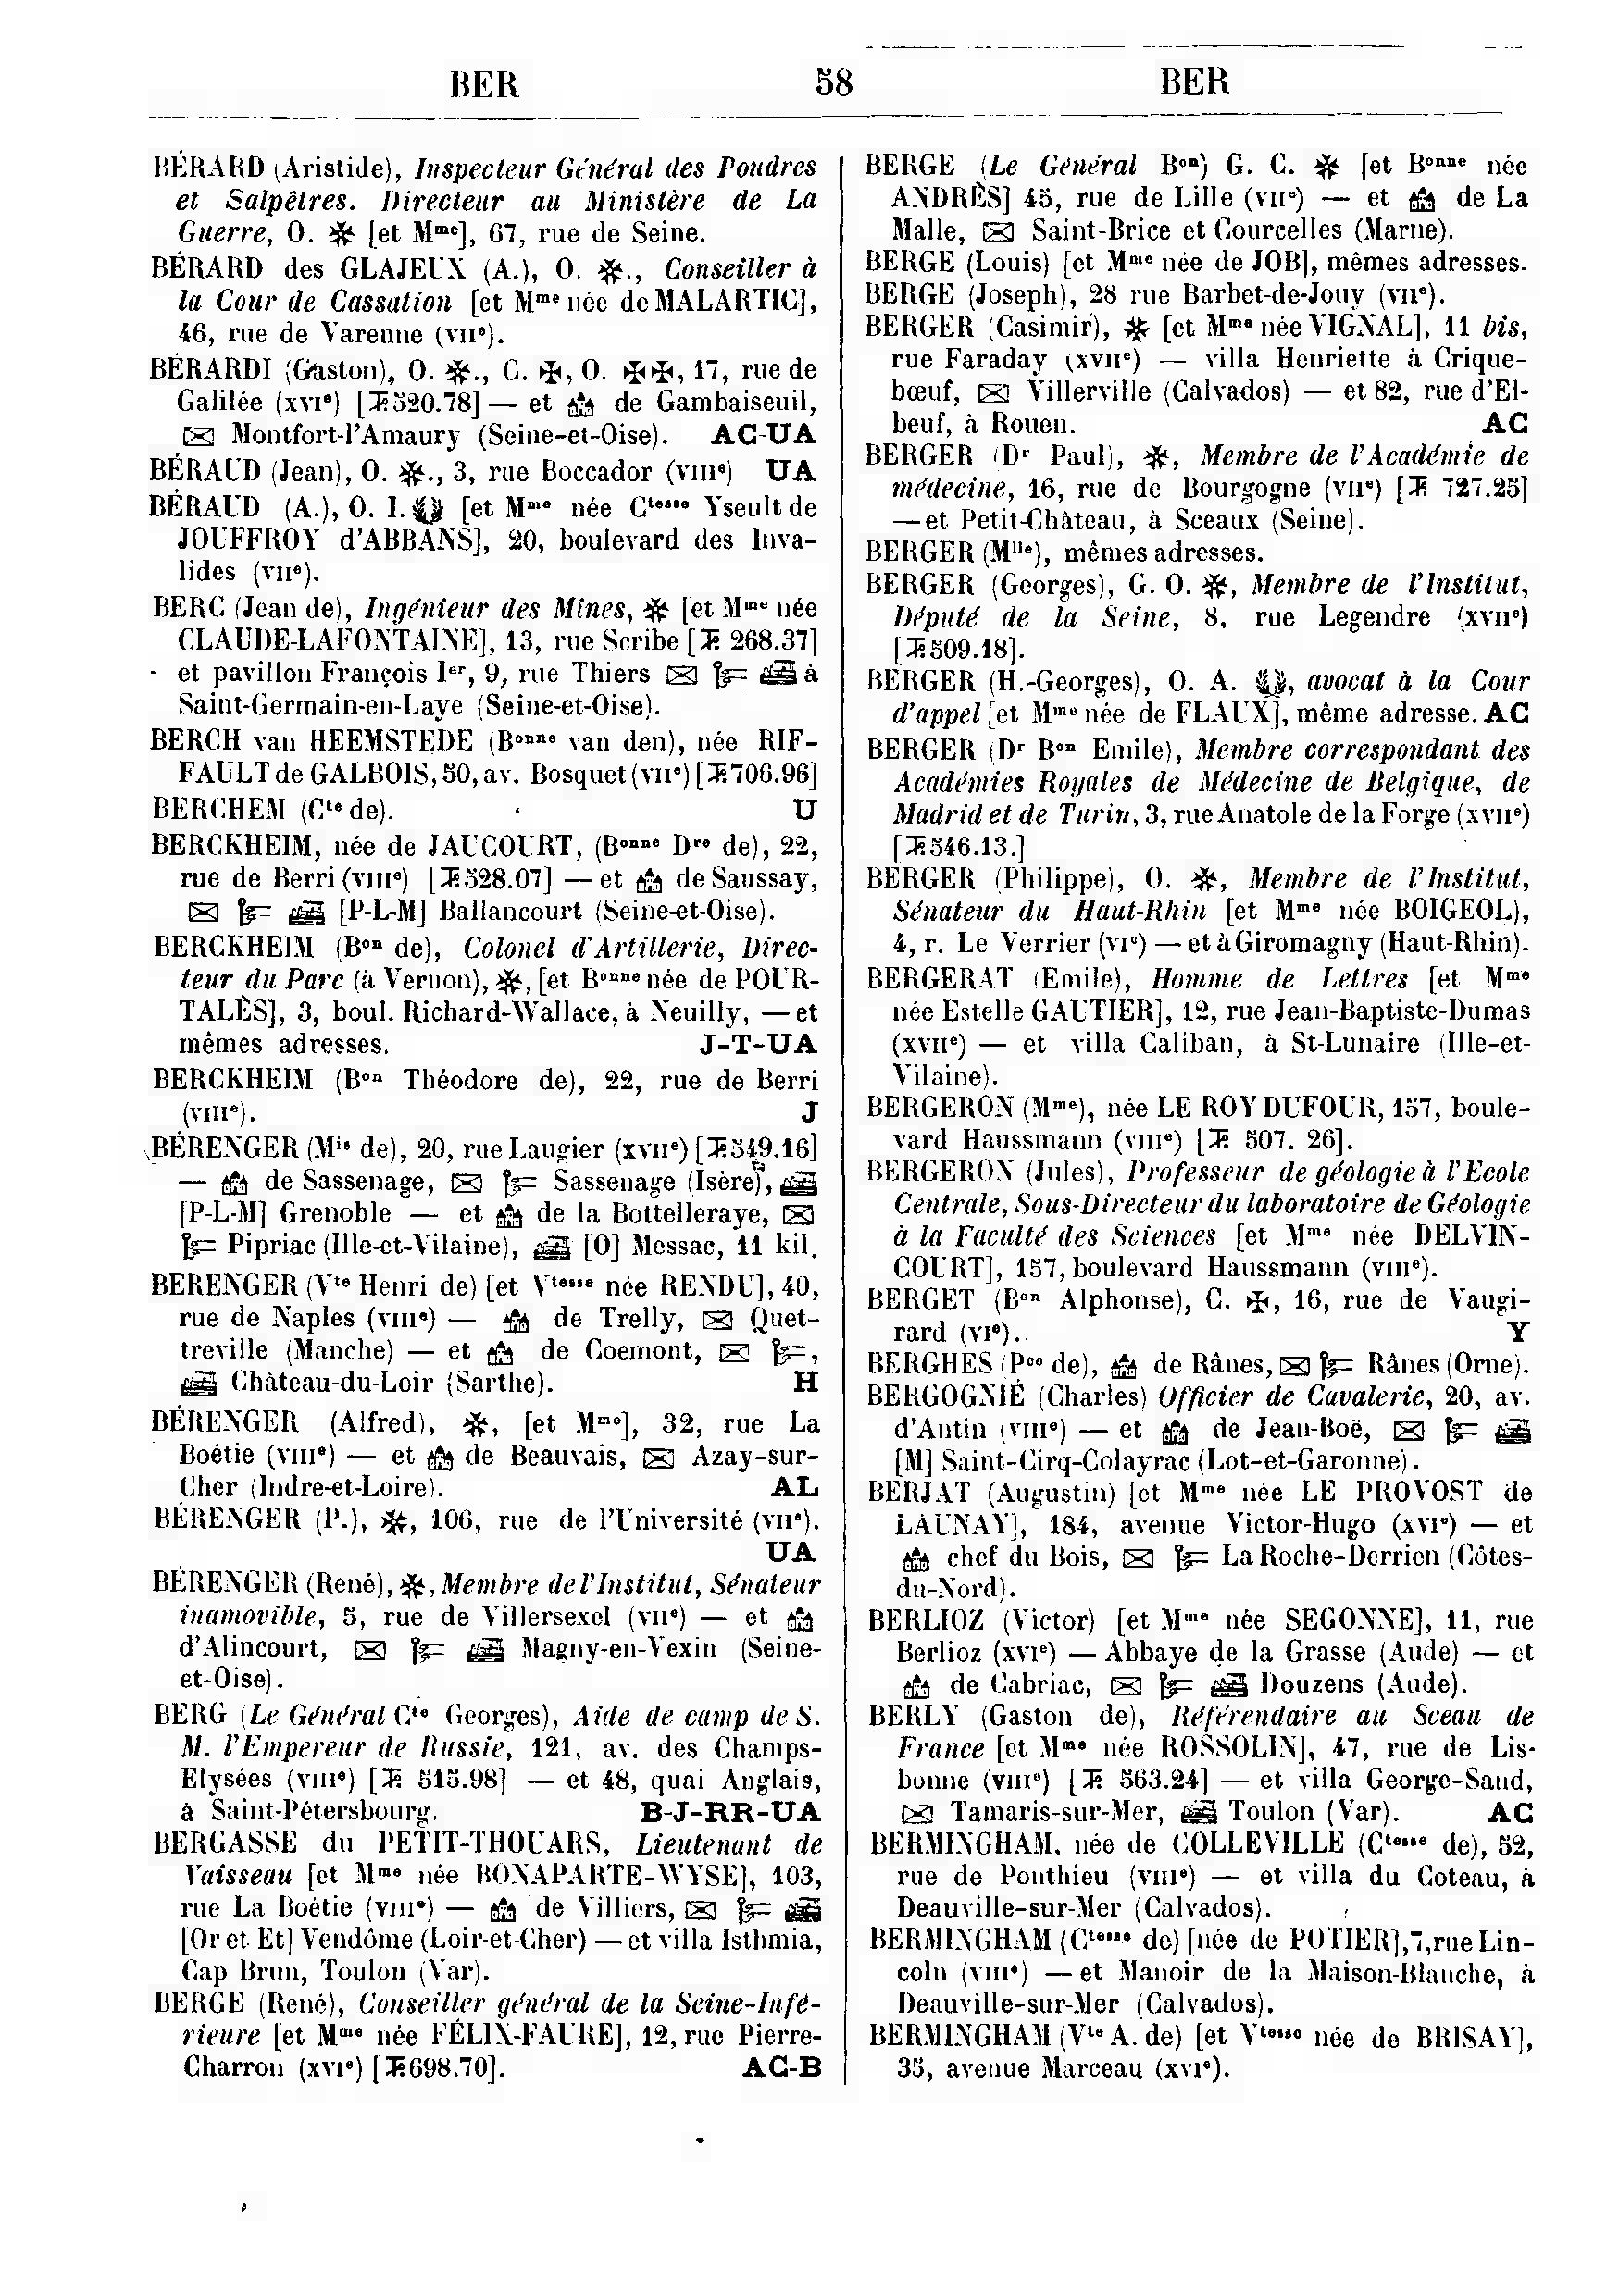 BER 58 BER
BÉRARD (Aristide), Inspecteur Général des Poudres
et Salpêtres. Directeur au Ministère de La
Guerre, O. ✻ [et Mme], 67, rue de Seine.
BÉRARD des GLAJEUX (A.), O. ✻., Conseiller à
la Cour de Cassation [et Mme née de MALARTIC],
46, rue de Varenne (VIIe).
BÉRARDI (Gaston), O. ✻., C. ✠, O. ✠✠, 17, rue de
Galilée (XVIe) [T. 520.78] — et de Gambaiseuil,
✉ Montfort-l'Amaury (Seine-et-Oise). AC-UA
BÉRAUD (Jean), O. ✻., 3, rue Boccador (VIIIe) UA
BÉRAUD (A.), O. I. [et Mme née Ctesse Yseult de
JOUFFROY d'ABBANS], 20, boulevard des Inva-
lides (VIIe).
BERC (Jean de), Ingénieur des Mines, ✻ [et Mme née
CLAUDE-LAFONTAINE], 13, rue Scribe [T. 268.37]
et pavillon François Ier, 9, rue Thiers ✉ à
Saint-Germain-en-Laye (Seine-et-Oise).
BERCH van HEEMSTEDE (Bonne van den), née RIF-
FAULT de GALBOIS, 50, av. Bosquet (VIIe) [T. 706.96]
BERCHEM (Cte de). U
BERCKHEIM, née de JAUCOURT, (Bonne Dre de), 22,
rue de Berri (VIIIe) [T. 528.07] — et de Saussay,
✉ [P-L-M] Ballancourt (Seine-et-Oise).
BERCKHEIM (Bon de), Colonel d'Artillerie, Direc-
teur du Parc (à Vernon), ✻, [et Bonne née de POUR-
TALÈS], 3, boul. Richard-Wallace, à Neuilly, — et
mêmes adresses. J-T-UA
BERCKHEIM (Bon Théodore de), 22, rue de Berri
(VIIIe). J
BÉRENGER (Mis de), 20, rue Laugier (XVIIe) [T. 549.16]
— de Sassenage, ✉ Sassenage (Isère),
[P-L-M] Grenoble — et de la Bottelleraye, ✉
Pipriac (Ille-et-Vilaine), [O] Messac, 11 kil.
BERENGER (Vte Henri de) [et Vtesse née RENDU], 40,
rue de Naples (VIIIe) — de Trelly, ✉ Quet-
treville (Manche) — et de Coemont, ✉ ,
Château-du-Loir (Sarthe). H
BÉRENGER (Alfred), ✻, [et Mme], 32, rue La
Boétie (VIIIe) — et de Beauvais, ✉ Azay-sur-
Cher (Indre-et-Loire). AL
BÉRENGER (P.), ✻, 106, rue de l'Université (VIIe).
UA
BÉRENGER (René), ✻, Membre de l'Institut, Sénateur
inamovible, 5, rue de Villersexel (VIIe) — et
d'Alincourt, ✉ Magny-en-Vexin (Seine-
et-Oise).
BERG (Le Général Cte Georges), Aide de camp de S.
M. l'Empereur de Russie, 121, av. des Champs-
Elysées (VIIIe) [T. 515.98] — et 48, quai Anglais,
à Saint-Pétersbourg. B-J-RR-UA
BERGASSE du PETIT-THOUARS, Lieutenant de
Vaisseau [et Mme née BONAPARTE-WYSE], 103,
rue La Boétie (VIIIe) — de Villiers, ✉
[Or et Et] Vendôme (Loir-et-Cher) — et villa Isthmia,
Cap Brun, Toulon (Var).
BERGE (René), Conseiller général de la Seine-Infé-
rieure [et Mme née FÉLIX-FAURE], 12, rue Pierre-
Charron (XVIe) [T. 698.70]. AC-B
BERGE (Le Général Bon) G. C. ✻ [et Bonne née
ANDRÈS] 45, rue de Lille (VIIe) — et de La
Malle, ✉ Saint-Brice et Courcelles (Marne).
BERGE (Louis) [et Mme née de JOB], mêmes adresses.
BERGE (Joseph), 28 rue Barbet-de-Jouy (VIIe).
BERGER (Casimir), ✻ [et Mme née VIGNAL], 11 bis,
rue Faraday (XVIIe) — villa Henriette à Crique-
bœuf, ✉ Villerville (Calvados) — et 82, rue d'El-
beuf, à Rouen. AC
BERGER (Dr Paul), ✻, Membre de l'Académie de
médecine, 16, rue de Bourgogne (VIIe) [T. 727.25]
— et Petit-Château, à Sceaux (Seine).
BERGER (Mlle), mêmes adresses.
BERGER (Georges), G. O. ✻, Membre de l'Institut,
Député de la Seine, 8, rue Legendre (XVIIe)
[T. 509.18].
BERGER (H.-Georges), O. A. , avocat à la Cour
d'appel [et Mme née de FLAUX], même adresse. AC
BERGER (Dr Bon Emile), Membre correspondant des
Académies Royales de Médecine de Belgique, de
Madrid et de Turin, 3, rue Anatole de la Forge (XVIIe)
[T. 546.13.]
BERGER (Philippe), O. ✻, Membre de l'Institut,
Sénateur du Haut-Rhin [et Mme née BOIGEOL),
4, r. Le Verrier (VIe) — et à Giromagny (Haut-Rhin).
BERGERAT (Emile), Homme de Lettres [et Mme
née Estelle GAUTIER], 12, rue Jean-Baptiste-Dumas
(XVIIe) — et villa Caliban, à St-Lunaire (Ille-et-
Vilaine).
BERGERON (Mme), née LE ROY DUFOUR, 157, boule-
vard Haussmann (VIIIe) [T. 507. 26].
BERGERON (Jules), Professeur de géologie à l'Ecole
Centrale, Sous-Directeur du laboratoire de Géologie
à la Faculté des Sciences [et Mme née DELVIN-
COURT], 157, boulevard Haussmann (VIIIe).
BERGET (Bon Alphonse), C. ✠, 16, rue de Vaugi-
rard (VIe). Y
BERGHES (Pce de), de Rânes, ✉ Rânes (Orne).
BERGOGNIÉ (Charles) Officier de Cavalerie, 20, av.
d'Antin (VIIIe) — et de Jean-Boë, ✉
[M] Saint-Cirq-Colayrac (Lot-et-Garonne).
BERJAT (Augustin) [et Mme née LE PROVOST de
LAUNAY], 184, avenue Victor-Hugo (XVIe) — et
chef du Bois, ✉ La Roche-Derrien (Côtes-
du-Nord).
BERLIOZ (Victor) [et Mme née SEGONNE], 11, rue
Berlioz (XVIe) — Abbaye de la Grasse (Aude) — et
de Cabriac, ✉ Douzens (Aude).
BERLY (Gaston de), Référendaire au Sceau de
France [et Mme née ROSSOLIN], 47, rue de Lis-
bonne (VIIIe) [T. 563.24] — et villa George-Sand,
✉ Tamaris-sur-Mer, Toulon (Var). AC
BERMINGHAM, née de COLLEVILLE (Ctesse de), 52,
rue de Ponthieu (VIIIe) — et villa du Coteau, à
Deauville-sur-Mer (Calvados).
BERMINGHAM (Ctesse de) [née de POTIER], 7, rue Lin-
coln (VIIIe) — et Manoir de la Maison-Blanche, à
Deauville-sur-Mer (Calvados).
BERMINGHAM (Vte A. de) [et Vtesse née de BRISAY],
35, avenue Marceau (XVIe).